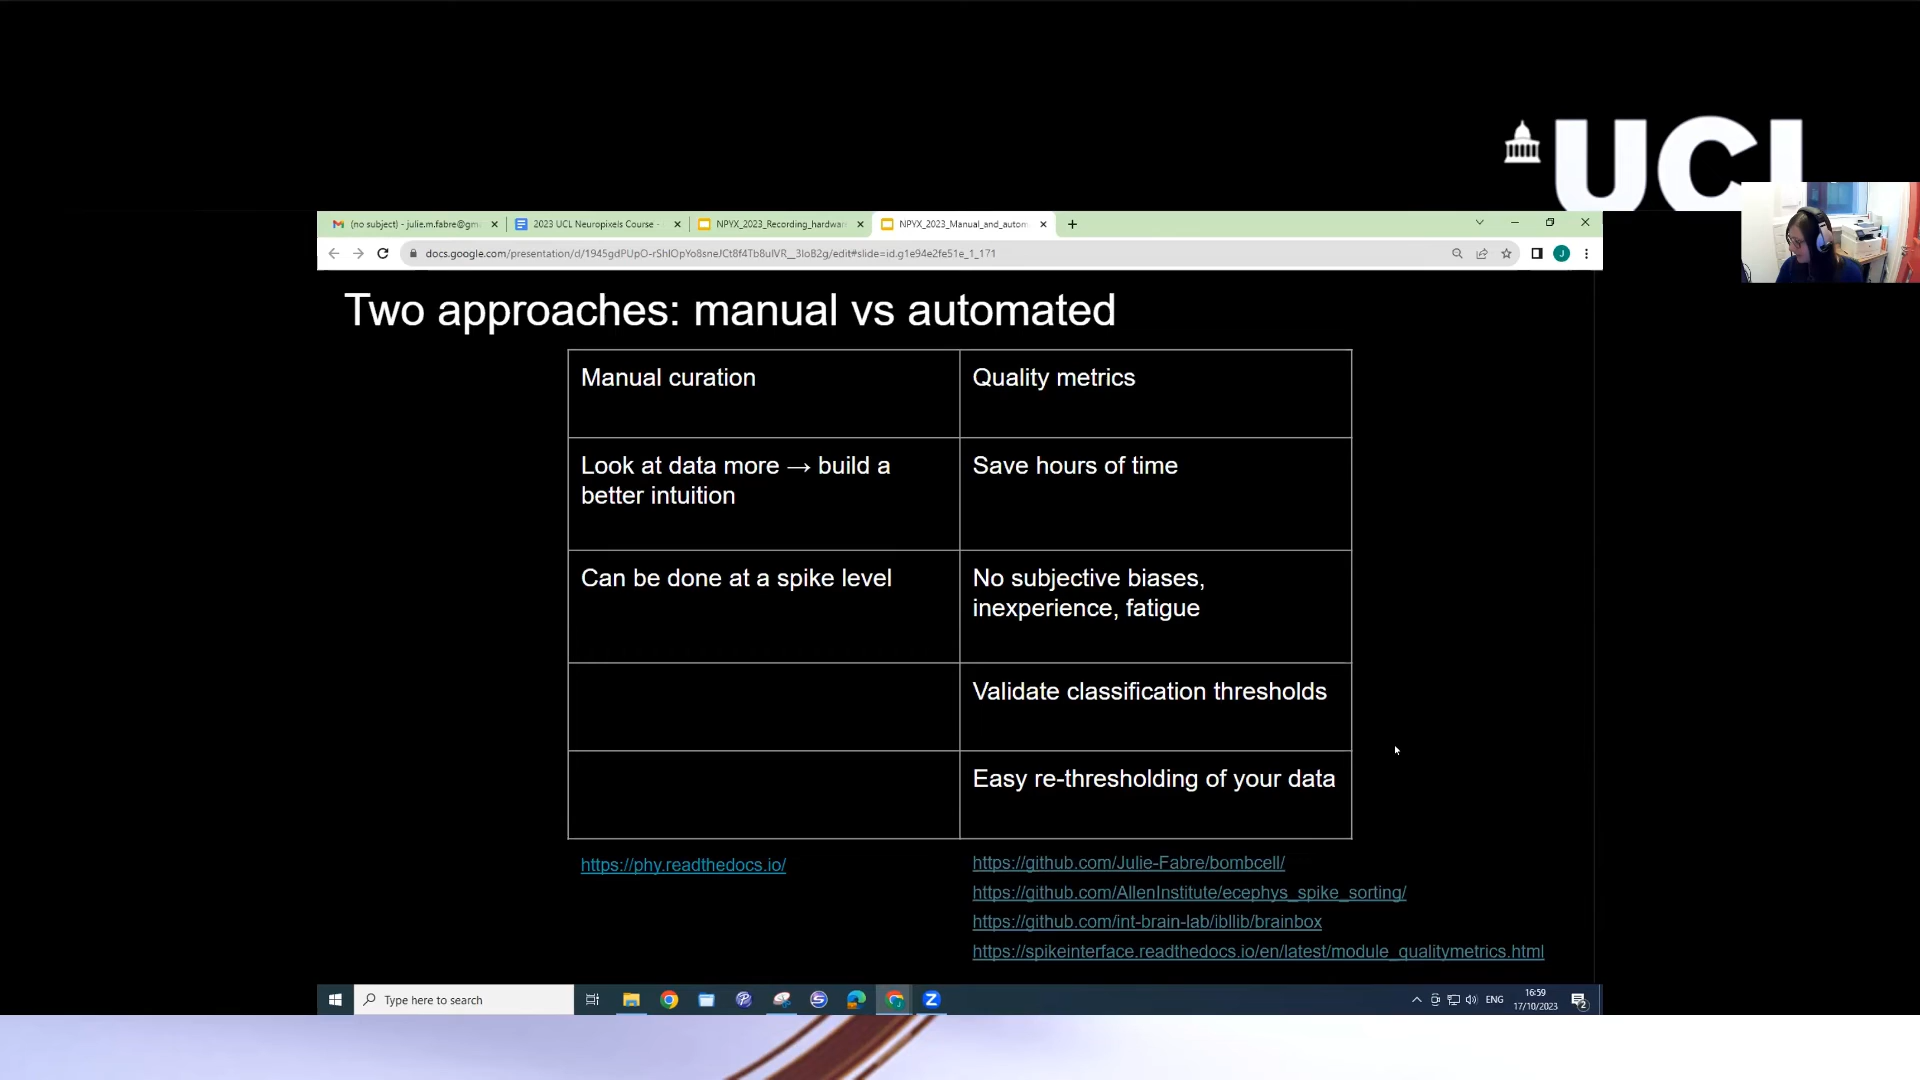 UCL
(no subject) - julie.m.fabre@gm
2023 UCL Neuropixels Course -
NPYX_2023_Recording_hardware
NPYX_2023_Manual_and_autom
docs.google.com/presentation/d/1945gdPUpO-rShIOpYo8sneJCt8f4Tb8ulVR__3loB2g/edit#slide=id.g1e94e2fe51e_1_171
J
Two approaches: manual vs automated
Manual curation
Quality metrics
Look at data more → build a
better intuition
Save hours of time
Can be done at a spike level
No subjective biases,
inexperience, fatigue
Validate classification thresholds
Easy re-thresholding of your data
https://phy.readthedocs.io/
https://github.com/Julie-Fabre/bombcell/
https://github.com/AllenInstitute/ecephys_spike_sorting/
https://github.com/int-brain-lab/ibllib/brainbox
https://spikeinterface.readthedocs.io/en/latest/module_qualitymetrics.html
Type here to search
ENG
16:59
17/10/2023
2